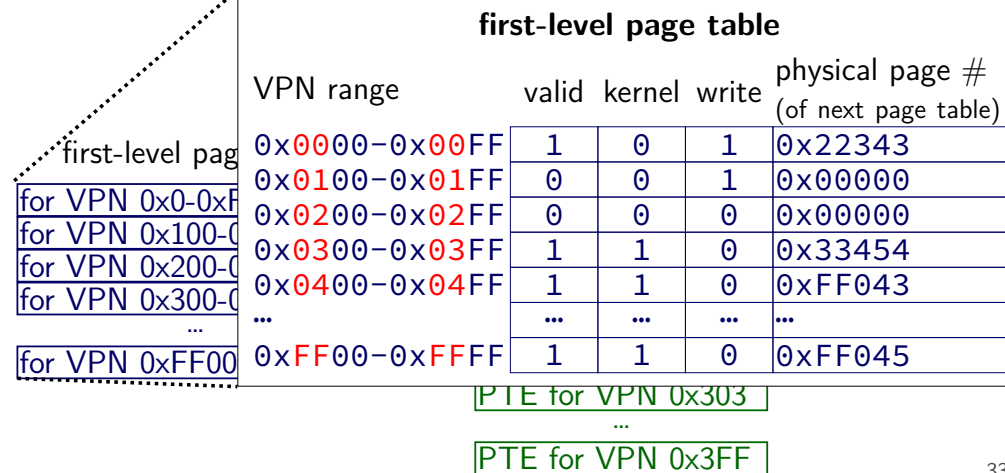 first-level page table
VPN range valid kernel write physical page #
(of next page table)
0x0000-0x00FF 1 0 1 0x22343
0x0100-0x01FF 0 0 1 0x00000
0x0200-0x02FF 0 0 0 0x00000
0x0300-0x03FF 1 1 0 0x33454
0x0400-0x04FF 1 1 0 0xFF043
… … … … …
0xFF00-0xFFFF 1 1 0 0xFF045
first-level pag
for VPN 0x0-0xF
for VPN 0x100-0
for VPN 0x200-0
for VPN 0x300-0
…
for VPN 0xFF00
PTE for VPN 0x303
…
PTE for VPN 0x3FF
33